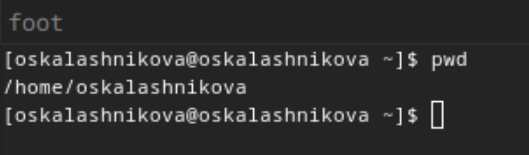 foot
[oskalashnikova@oskalashnikova ~]$ pwd
/home/oskalashnikova
[oskalashnikova@oskalashnikova ~]$